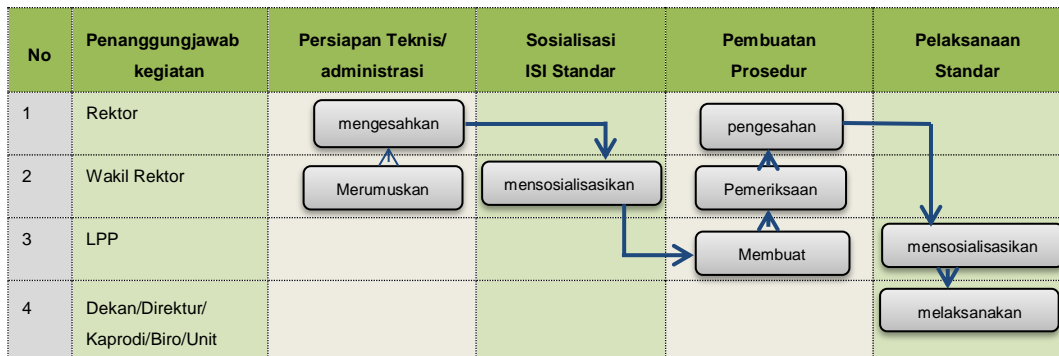 No
Penanggungjawab
kegiatan
Persiapan Teknis/
administrasi
Sosialisasi
ISI Standar
Pembuatan
Prosedur
Pelaksanaan
Standar
1
Rektor
mengesahkan
pengesahan
2
Wakil Rektor
Merumuskan
mensosialisasikan
Pemeriksaan
3
LPP
Membuat
mensosialisasikan
4
Dekan/Direktur/
Kaprodi/Biro/Unit
melaksanakan